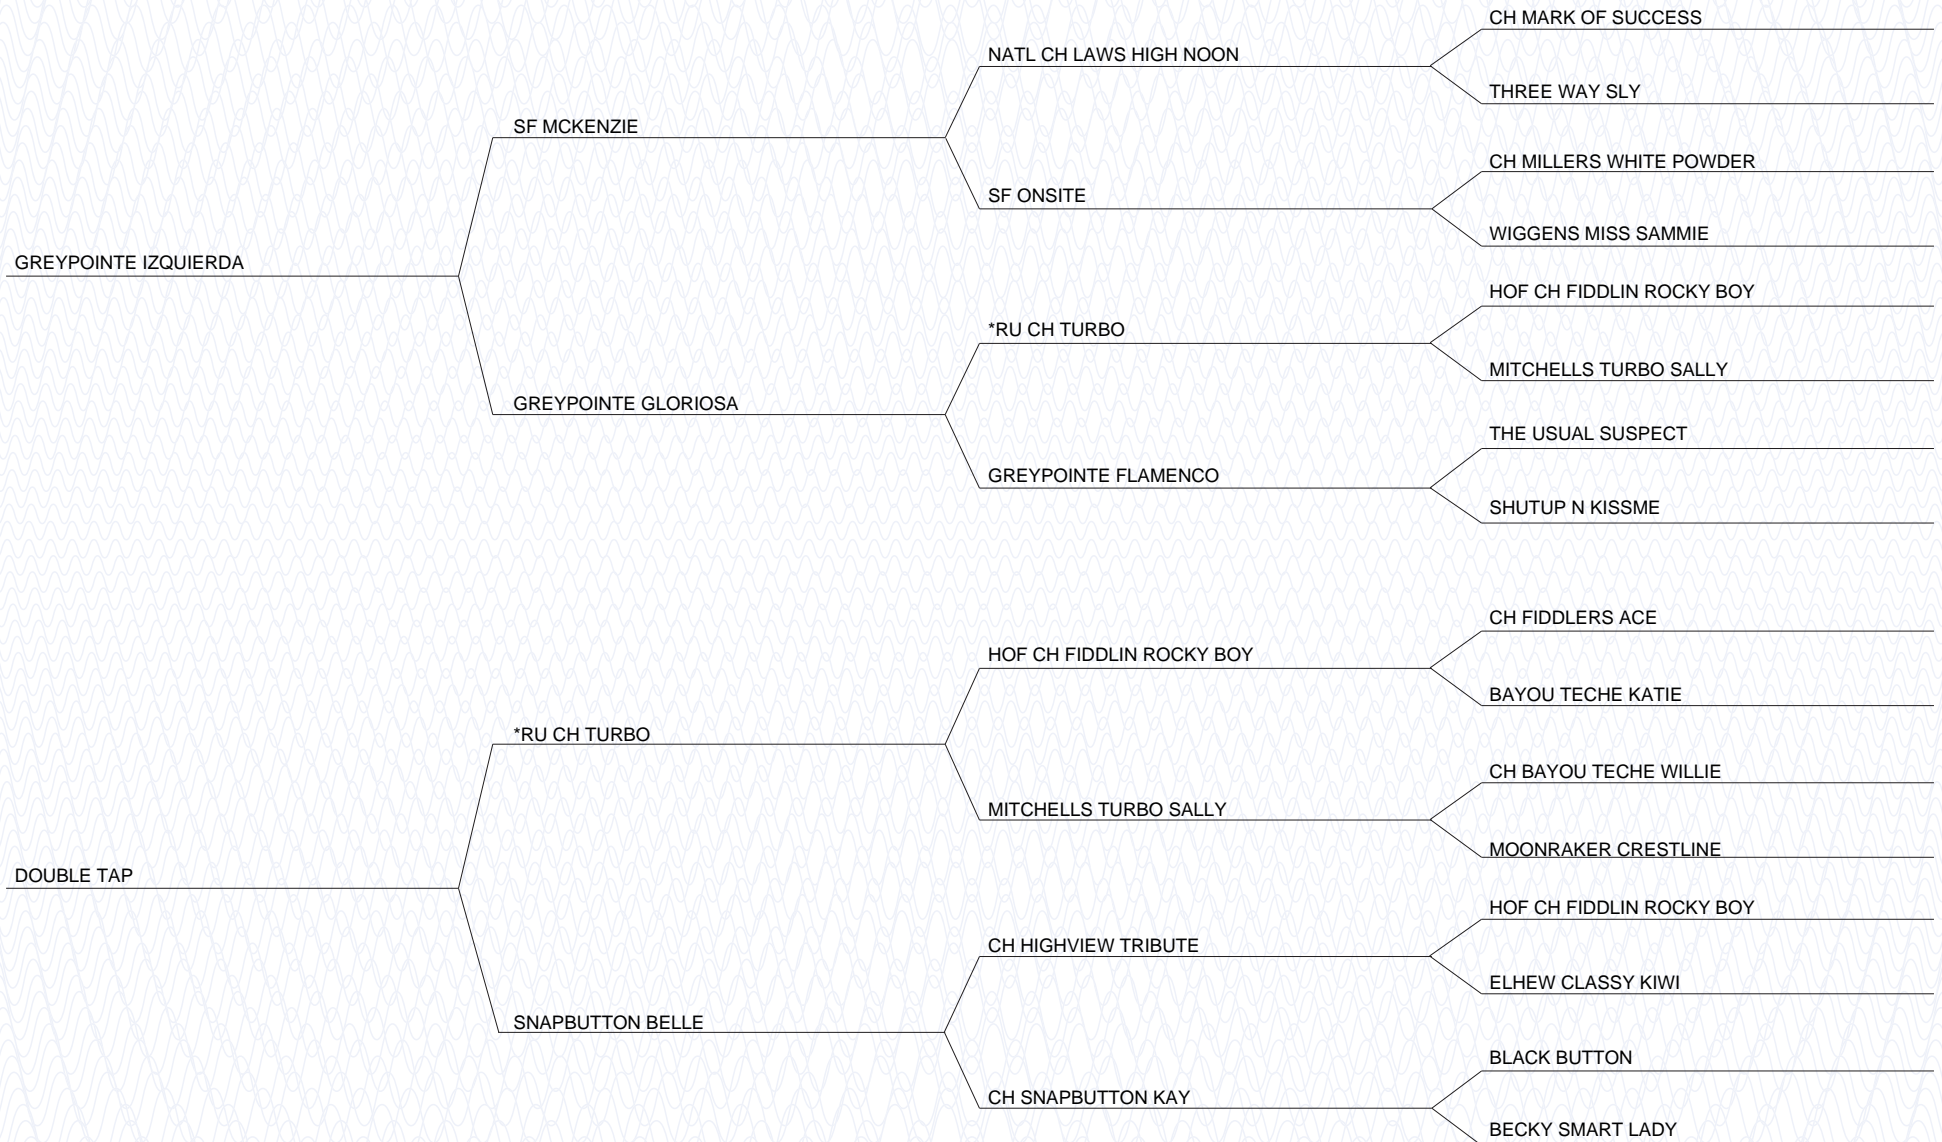 CH MARK OF SUCCESS
NATL CH LAWS HIGH NOON
THREE WAY SLY
SF MCKENZIE
CH MILLERS WHITE POWDER
SF ONSITE
WIGGENS MISS SAMMIE
GREYPOINTE IZQUIERDA
HOF CH FIDDLIN ROCKY BOY
*RU CH TURBO
MITCHELLS TURBO SALLY
GREYPOINTE GLORIOSA
THE USUAL SUSPECT
GREYPOINTE FLAMENCO
SHUTUP N KISSME
CH FIDDLERS ACE
HOF CH FIDDLIN ROCKY BOY
BAYOU TECHE KATIE
*RU CH TURBO
CH BAYOU TECHE WILLIE
MITCHELLS TURBO SALLY
MOONRAKER CRESTLINE
DOUBLE TAP
HOF CH FIDDLIN ROCKY BOY
CH HIGHVIEW TRIBUTE
ELHEW CLASSY KIWI
SNAPBUTTON BELLE
BLACK BUTTON
CH SNAPBUTTON KAY
BECKY SMART LADY